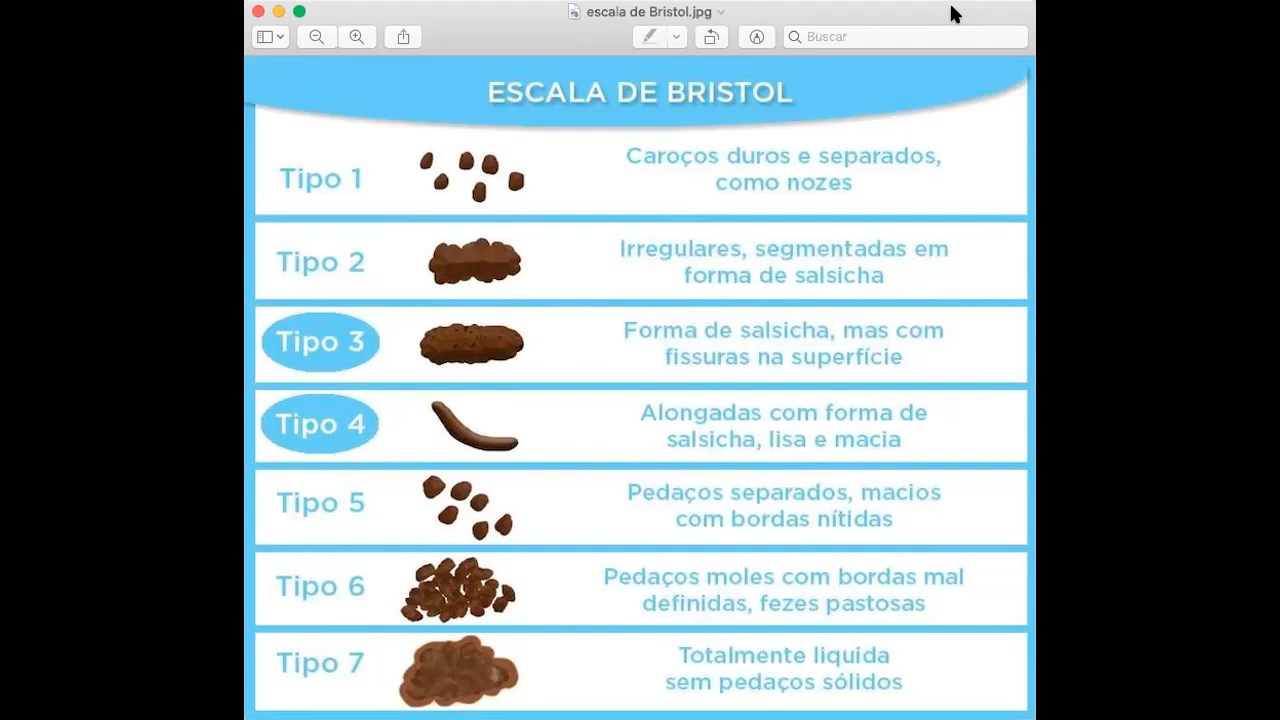 escala de Bristol.jpg
Buscar
ESCALA DE BRISTOL
Tipo 1
Caroços duros e separados,
como nozes
Tipo 2
Irregulares, segmentadas em
forma de salsicha
Tipo 3
Forma de salsicha, mas com
fissuras na superfície
Tipo 4
Alongadas com forma de
salsicha, lisa e macia
Tipo 5
Pedaços separados, macios
com bordas nítidas
Tipo 6
Pedaços moles com bordas mal
definidas, fezes pastosas
Tipo 7
Totalmente liquida
sem pedaços sólidos